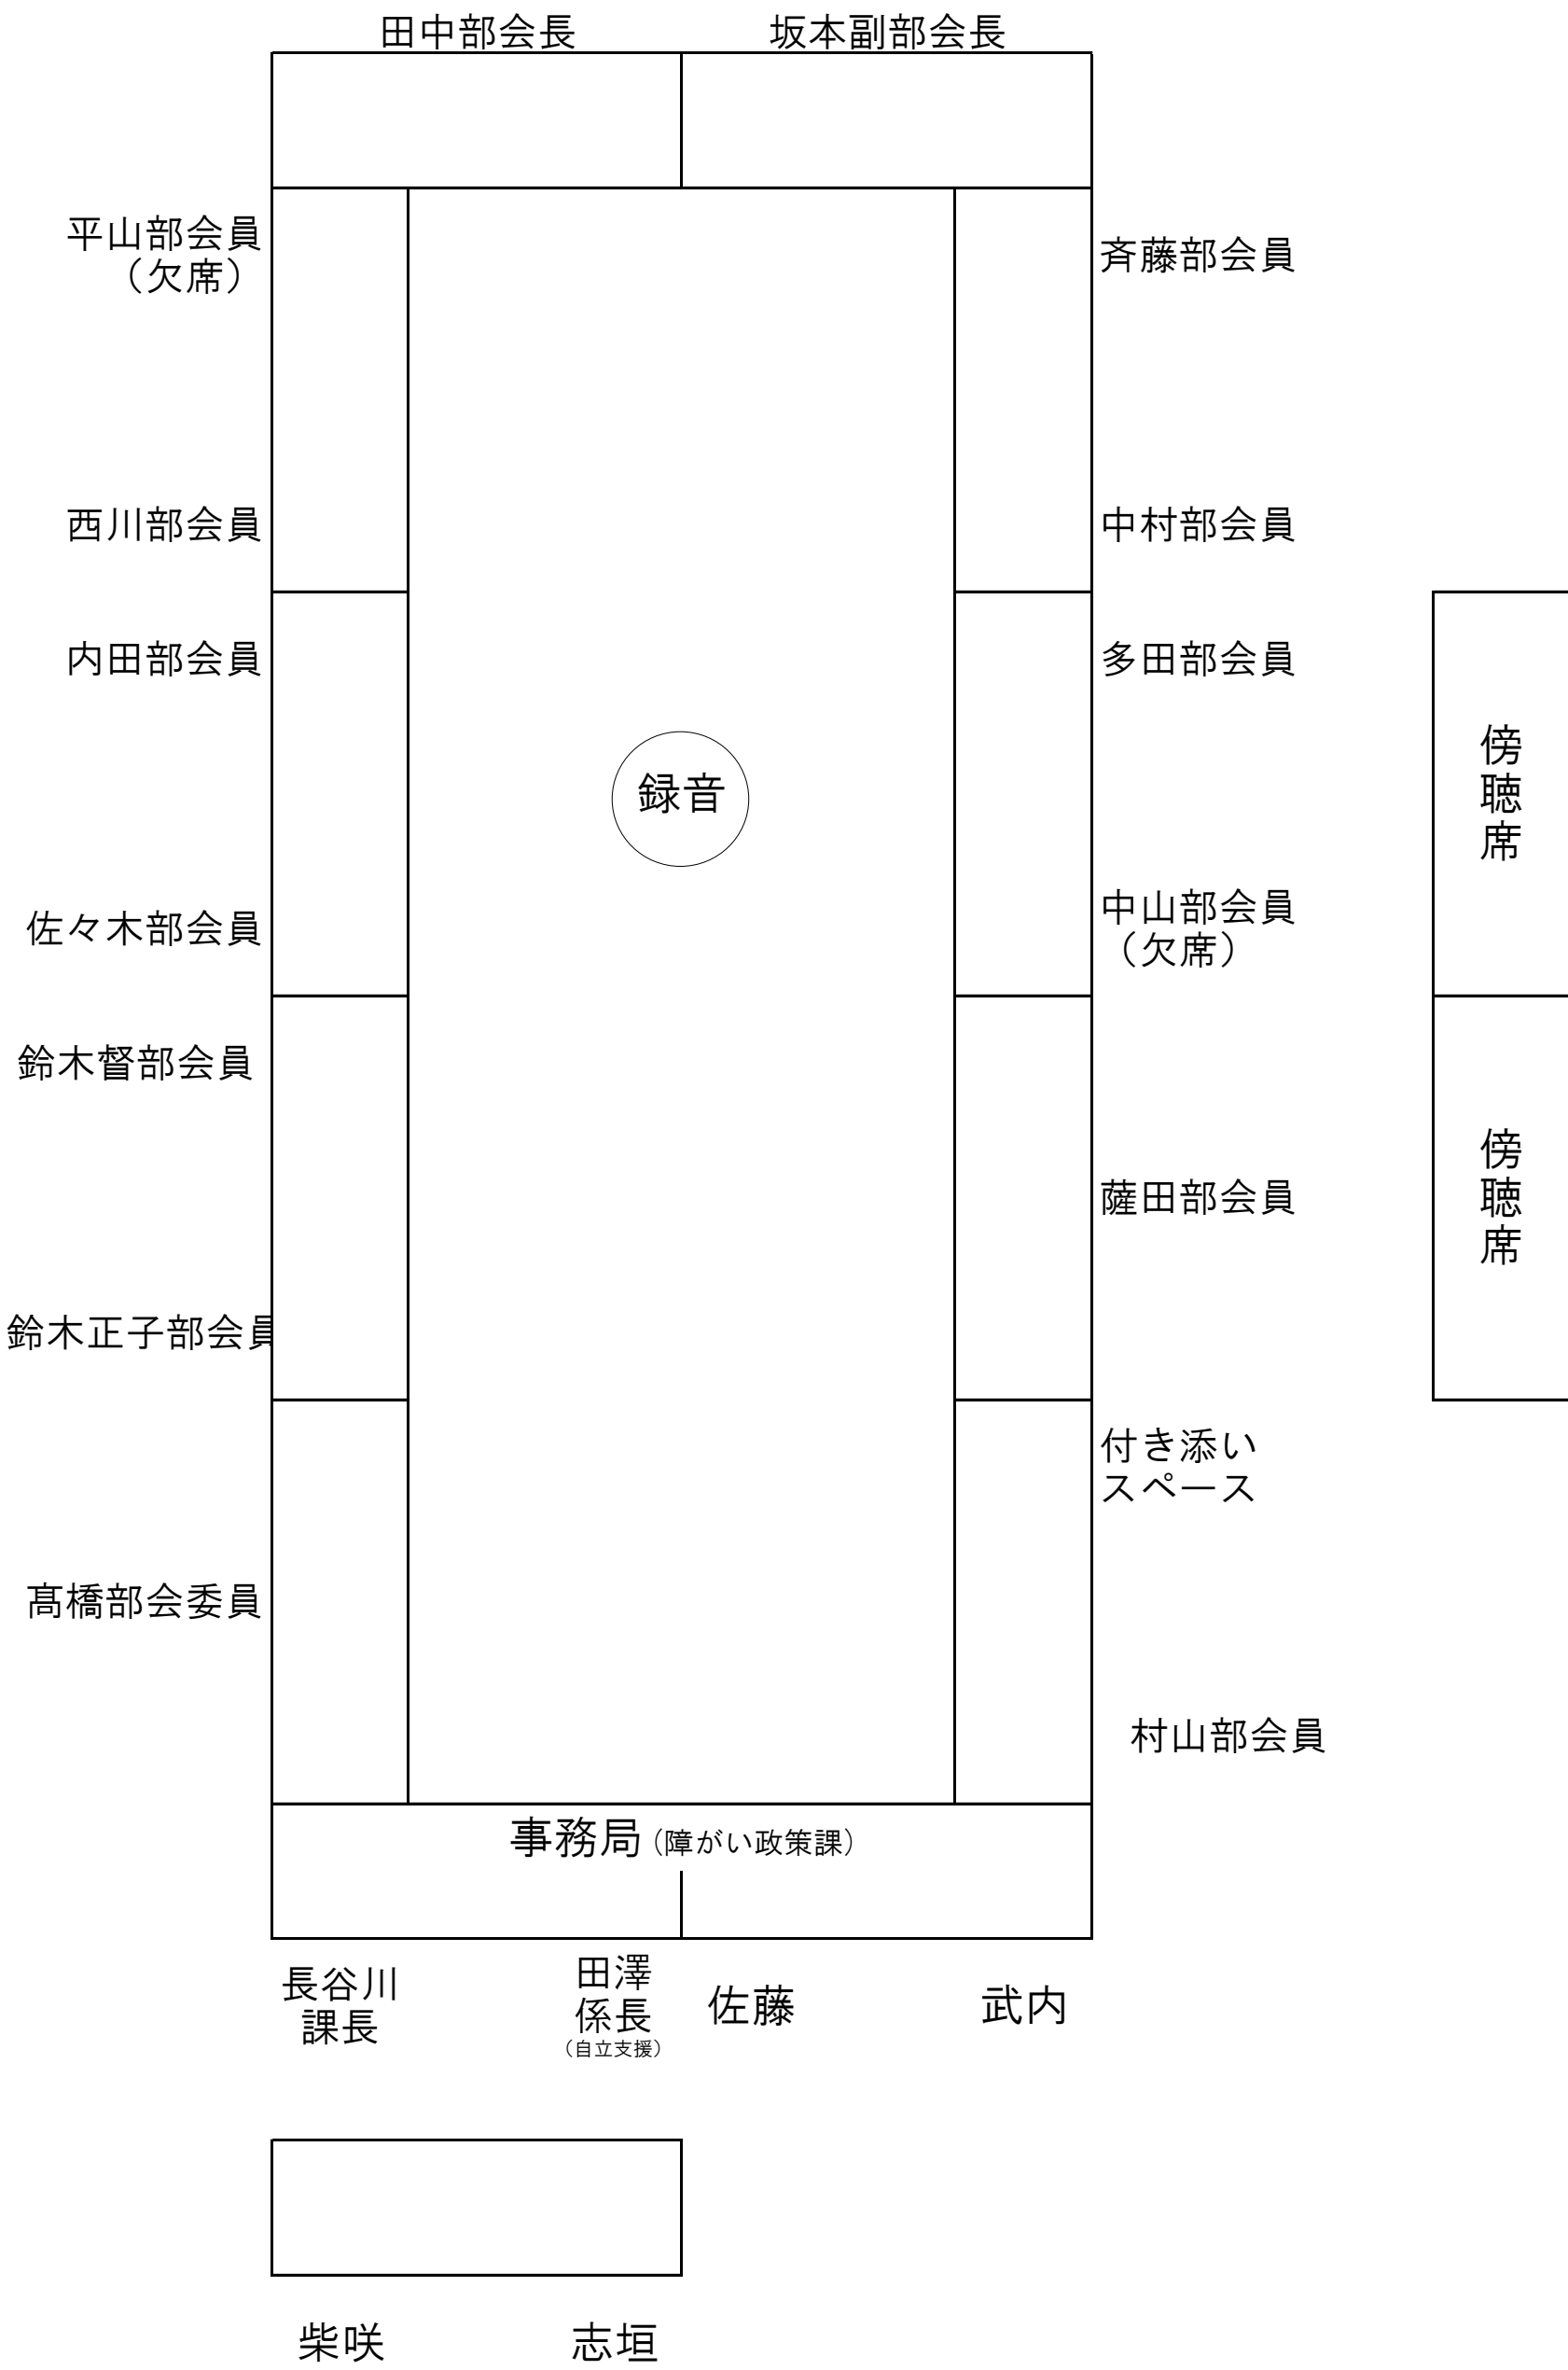 田中部会長
坂本副部会長
平山部会員
（欠席）
斉藤部会員
西川部会員
中村部会員
内田部会員
多田部会員
傍聴席
録音
佐々木部会員
中山部会員
（欠席）
鈴木督部会員
薩田部会員
傍聴席
鈴木正子部会員
付き添い
スペース
髙橋部会委員
村山部会員
事務局（障がい政策課）
長谷川
課長
田澤
係長
（自立支援）
佐藤
武内
柴咲
志垣